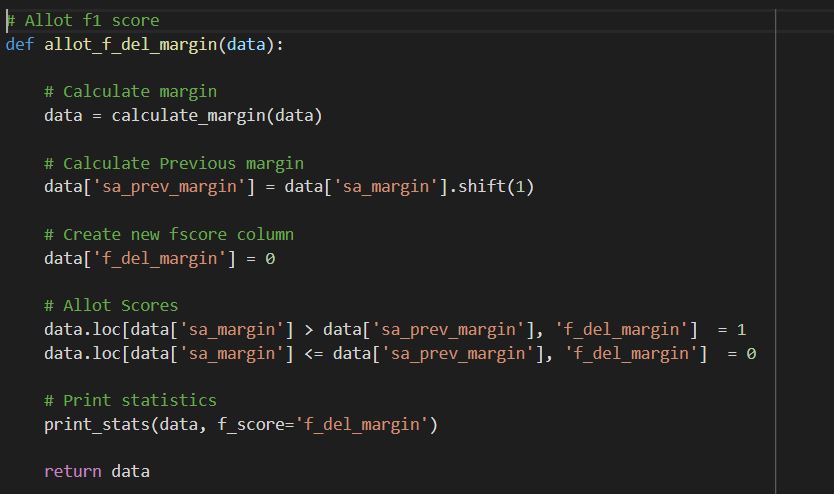 # Allot f1 score
def allot_f_del_margin(data):
# Calculate margin
data = calculate_margin(data)
# Calculate Previous margin
data['sa_prev_margin'] = data['sa_margin'].shift(1)
# Create new fscore column
data['f_del_margin'] = 0
# Allot Scores
data.loc[data['sa_margin'] > data['sa_prev_margin'], 'f_del_margin']  = 1
data.loc[data['sa_margin'] <= data['sa_prev_margin'], 'f_del_margin']  = 0
# Print statistics
print_stats(data, f_score='f_del_margin')
return data